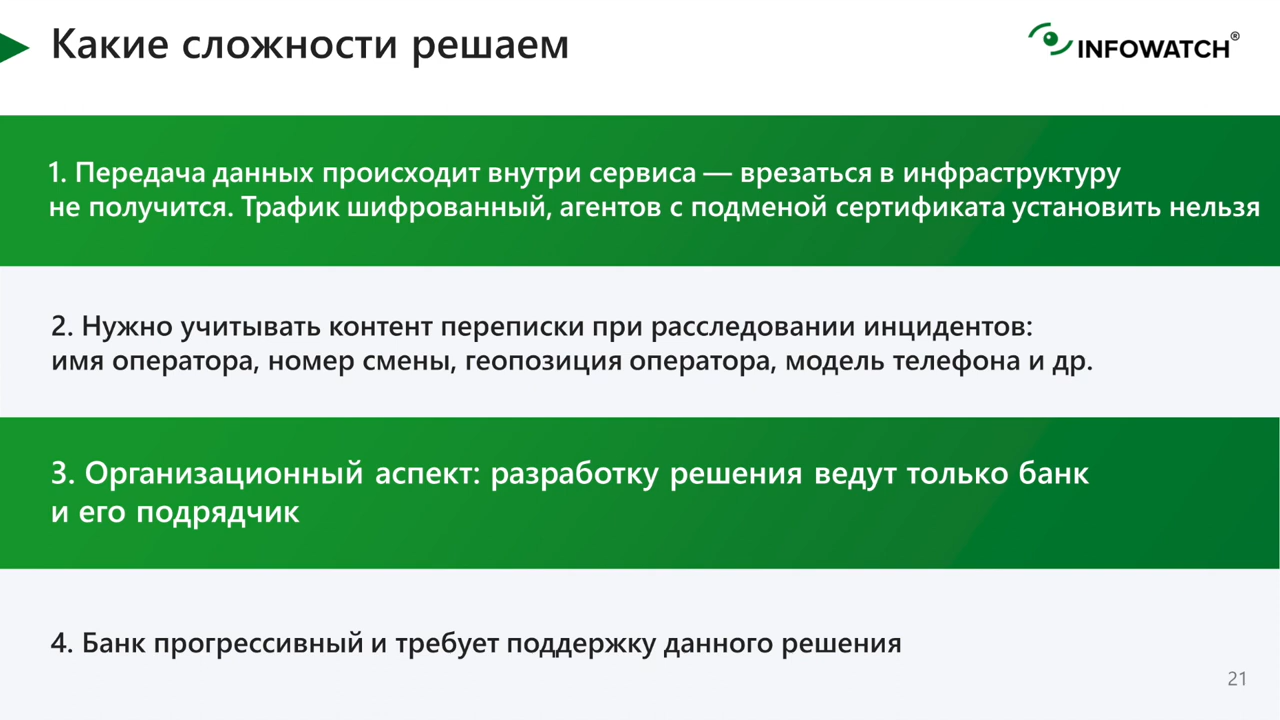 Какие сложности решаем
INFOWATCH®
1. Передача данных происходит внутри сервиса — врезаться в инфраструктуру
не получится. Трафик шифрованный, агентов с подменой сертификата установить нельзя
2. Нужно учитывать контент переписки при расследовании инцидентов:
имя оператора, номер смены, геопозиция оператора, модель телефона и др.
3. Организационный аспект: разработку решения ведут только банк
и его подрядчик
4. Банк прогрессивный и требует поддержку данного решения
21